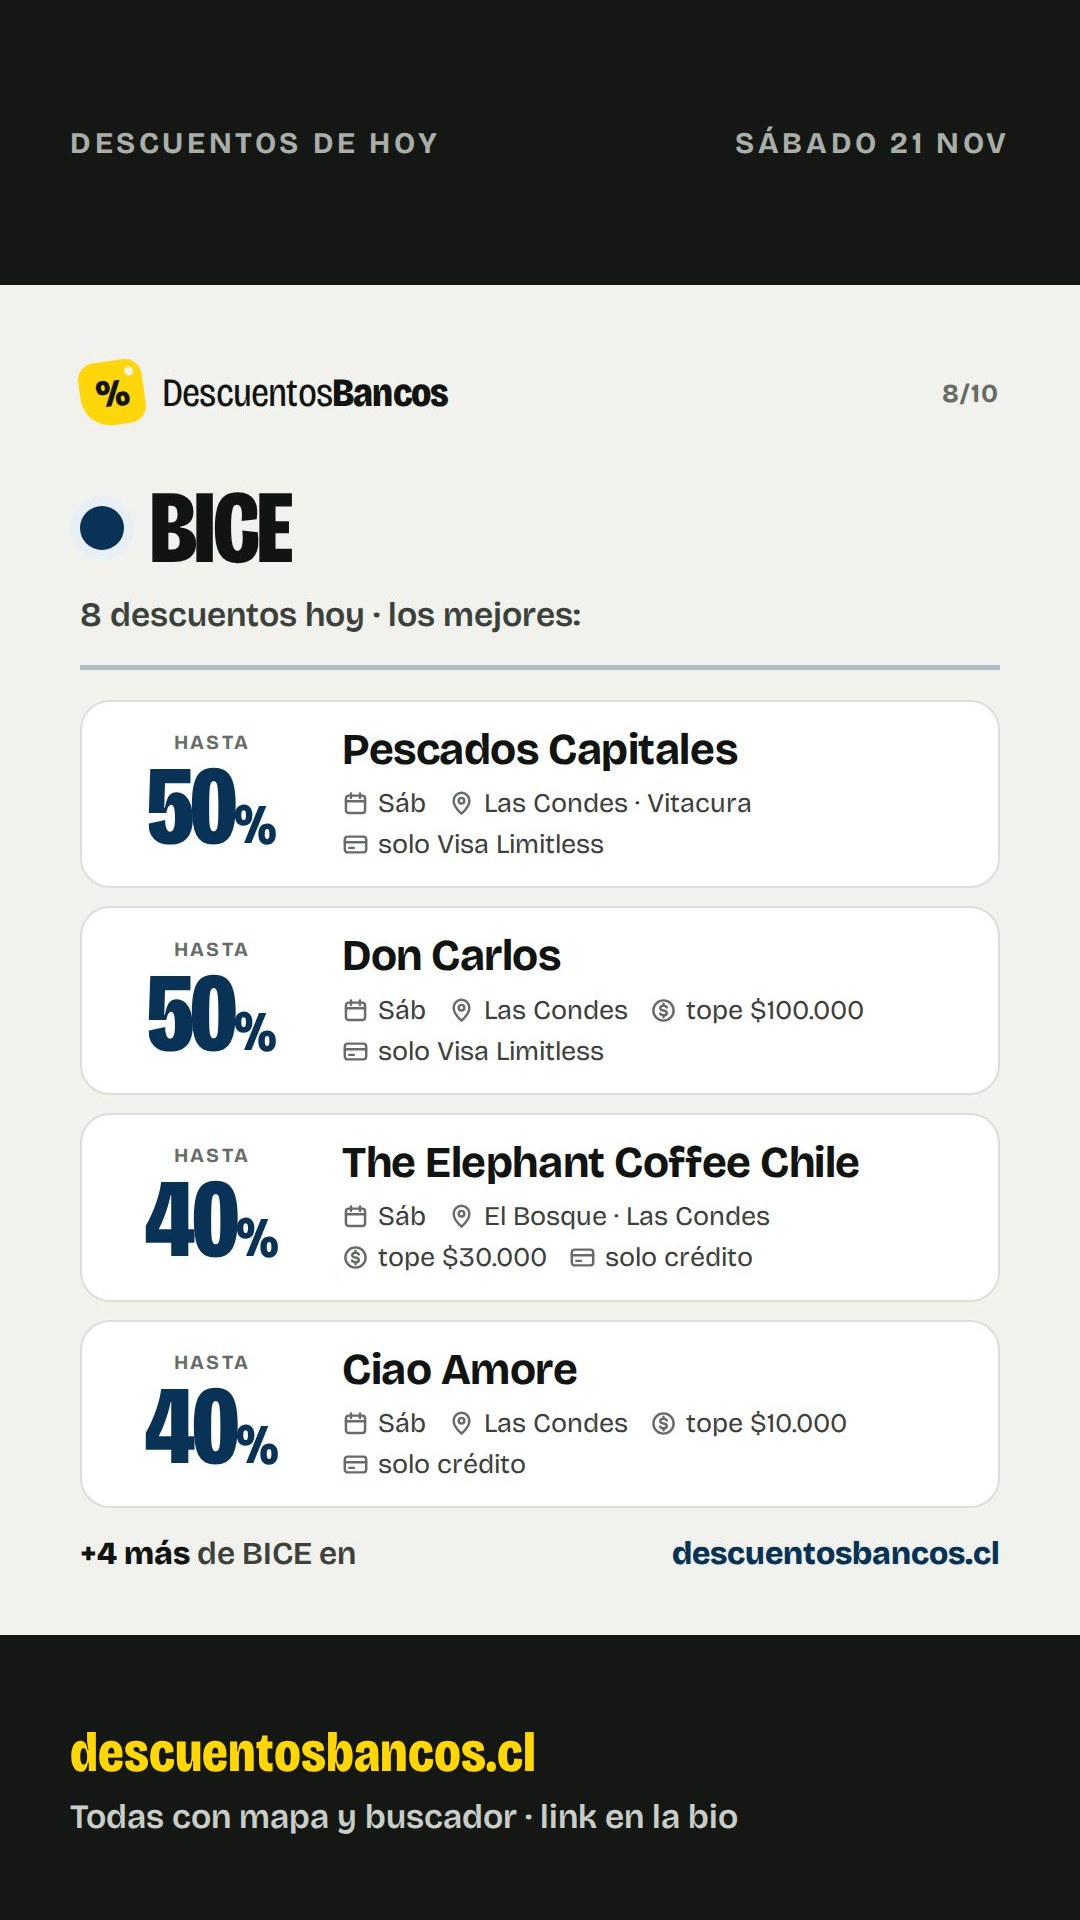 DESCUENTOS DE HOY
SÁBADO 21 NOV
% DescuentosBancos
8/10
BICE
8 descuentos hoy · los mejores:
HASTA
50%
Pescados Capitales
Sáb Las Condes · Vitacura
solo Visa Limitless
HASTA
50%
Don Carlos
Sáb Las Condes tope $100.000
solo Visa Limitless
HASTA
40%
The Elephant Coffee Chile
Sáb El Bosque · Las Condes
tope $30.000 solo crédito
HASTA
40%
Ciao Amore
Sáb Las Condes tope $10.000
solo crédito
+4 más de BICE en
descuentosbancos.cl
descuentosbancos.cl
Todas con mapa y buscador · link en la bio